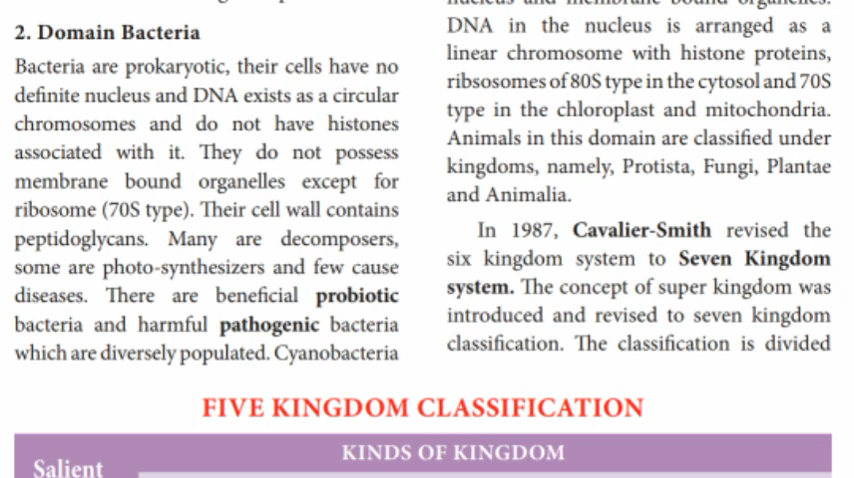 2. Domain Bacteria
Bacteria are prokaryotic, their cells have no
definite nucleus and DNA exists as a circular
chromosomes and do not have histones
associated with it. They do not possess
membrane bound organelles except for
ribosome (70S type). Their cell wall contains
peptidoglycans. Many are decomposers,
some are photo-synthesizers and few cause
diseases. There are beneficial probiotic
bacteria and harmful pathogenic bacteria
which are diversely populated. Cyanobacteria
nucleus and membrane bound organelles.
DNA in the nucleus is arranged as a
linear chromosome with histone proteins,
ribsosomes of 80S type in the cytosol and 70S
type in the chloroplast and mitochondria.
Animals in this domain are classified under
kingdoms, namely, Protista, Fungi, Plantae
and Animalia.
In 1987, Cavalier-Smith revised the
six kingdom system to Seven Kingdom
system. The concept of super kingdom was
introduced and revised to seven kingdom
classification. The classification is divided
FIVE KINGDOM CLASSIFICATION
KINDS OF KINGDOM
Salient